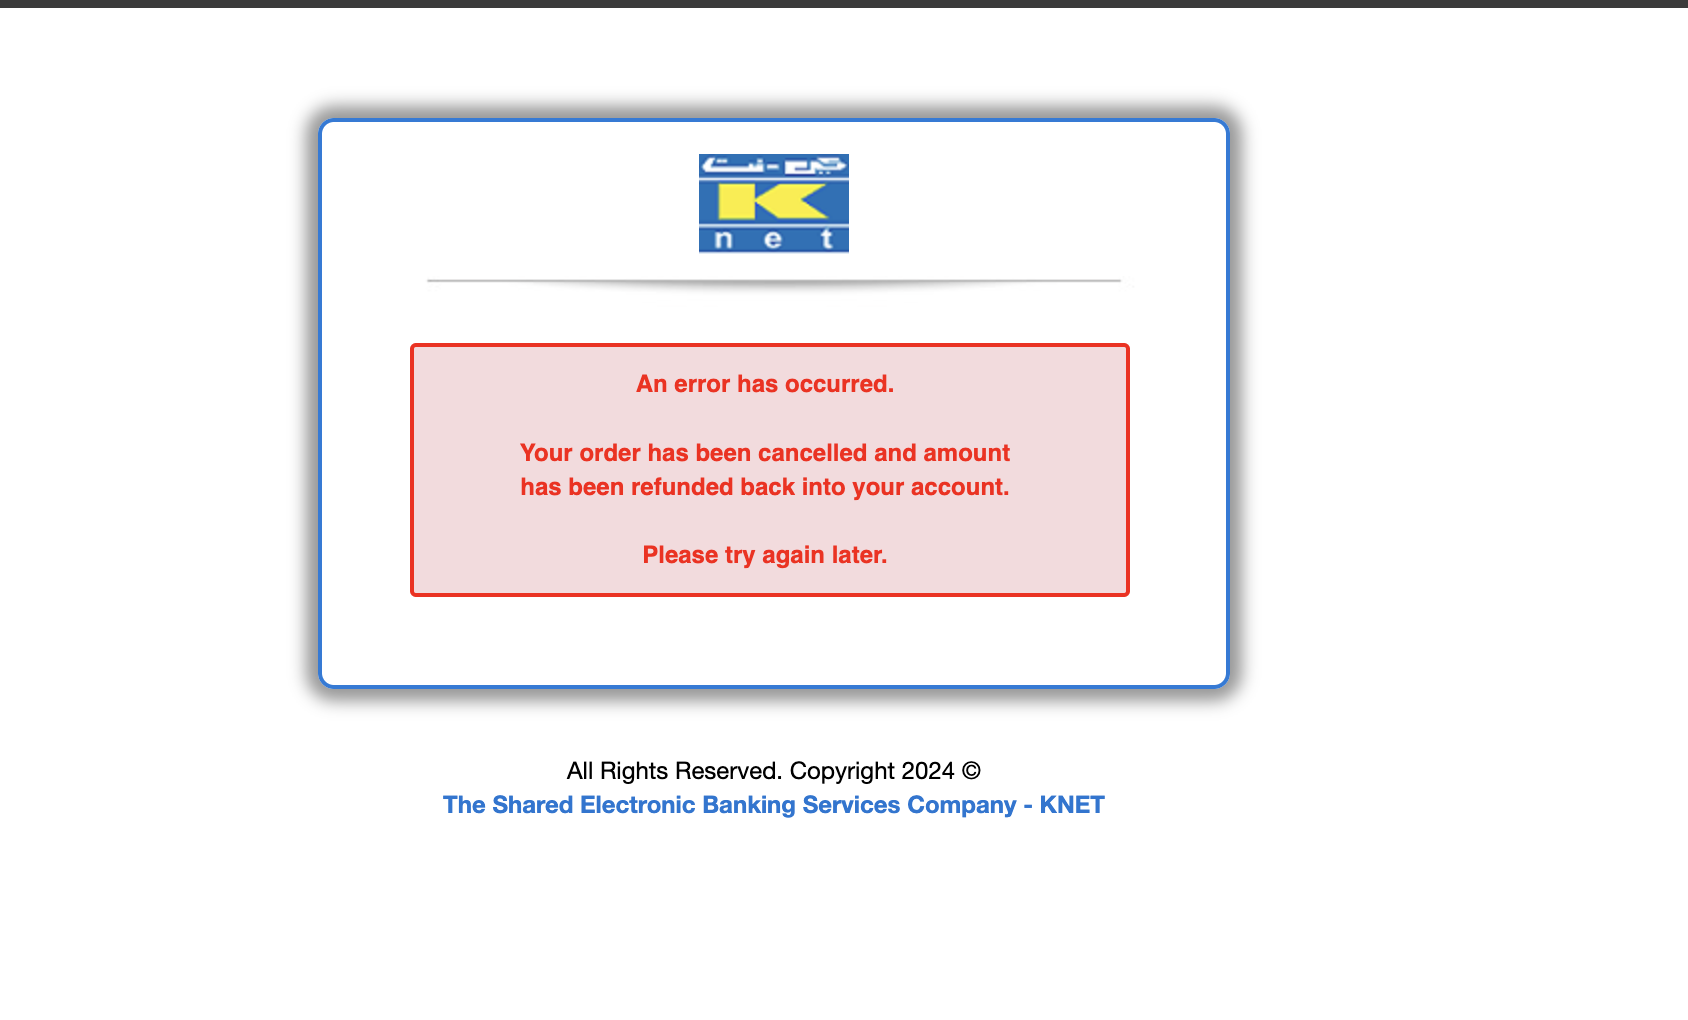 كي-نت
K
n e t
An error has occurred.
Your order has been cancelled and amount
has been refunded back into your account.
Please try again later.
All Rights Reserved. Copyright 2024 ©
The Shared Electronic Banking Services Company - KNET